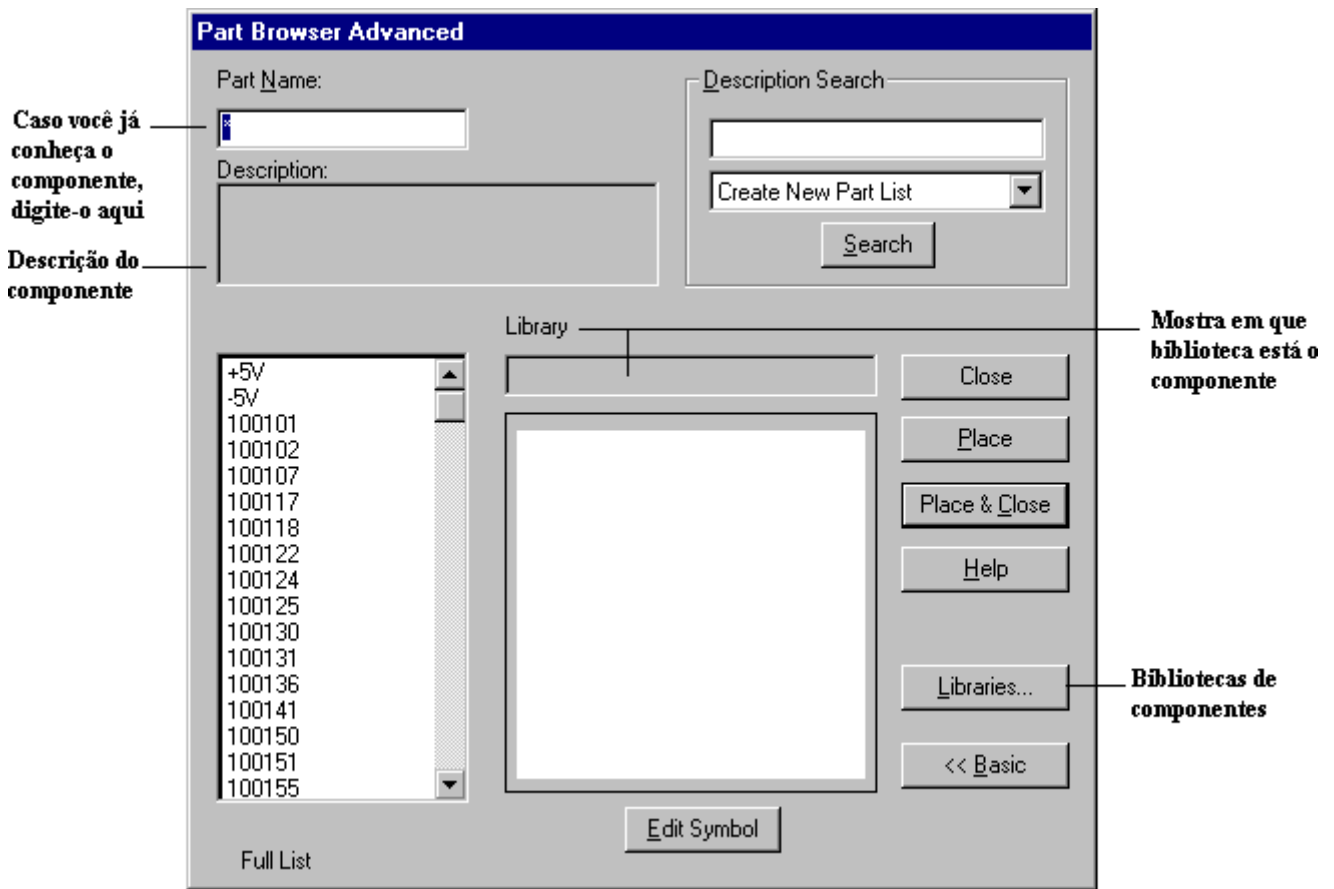 Part Browser Advanced
Part Name:
*
Description:
Description Search
Create New Part List
Search
Caso você já
conheça o
componente,
digite-o aqui
Descrição do
componente
Library
Mostra em que
biblioteca está o
componente
+5V
-5V
100101
100102
100107
100117
100118
100122
100124
100125
100130
100131
100136
100141
100150
100151
100155
Close
Place
Place & Close
Help
Libraries...
Bibliotecas de
componentes
<< Basic
Edit Symbol
Full List